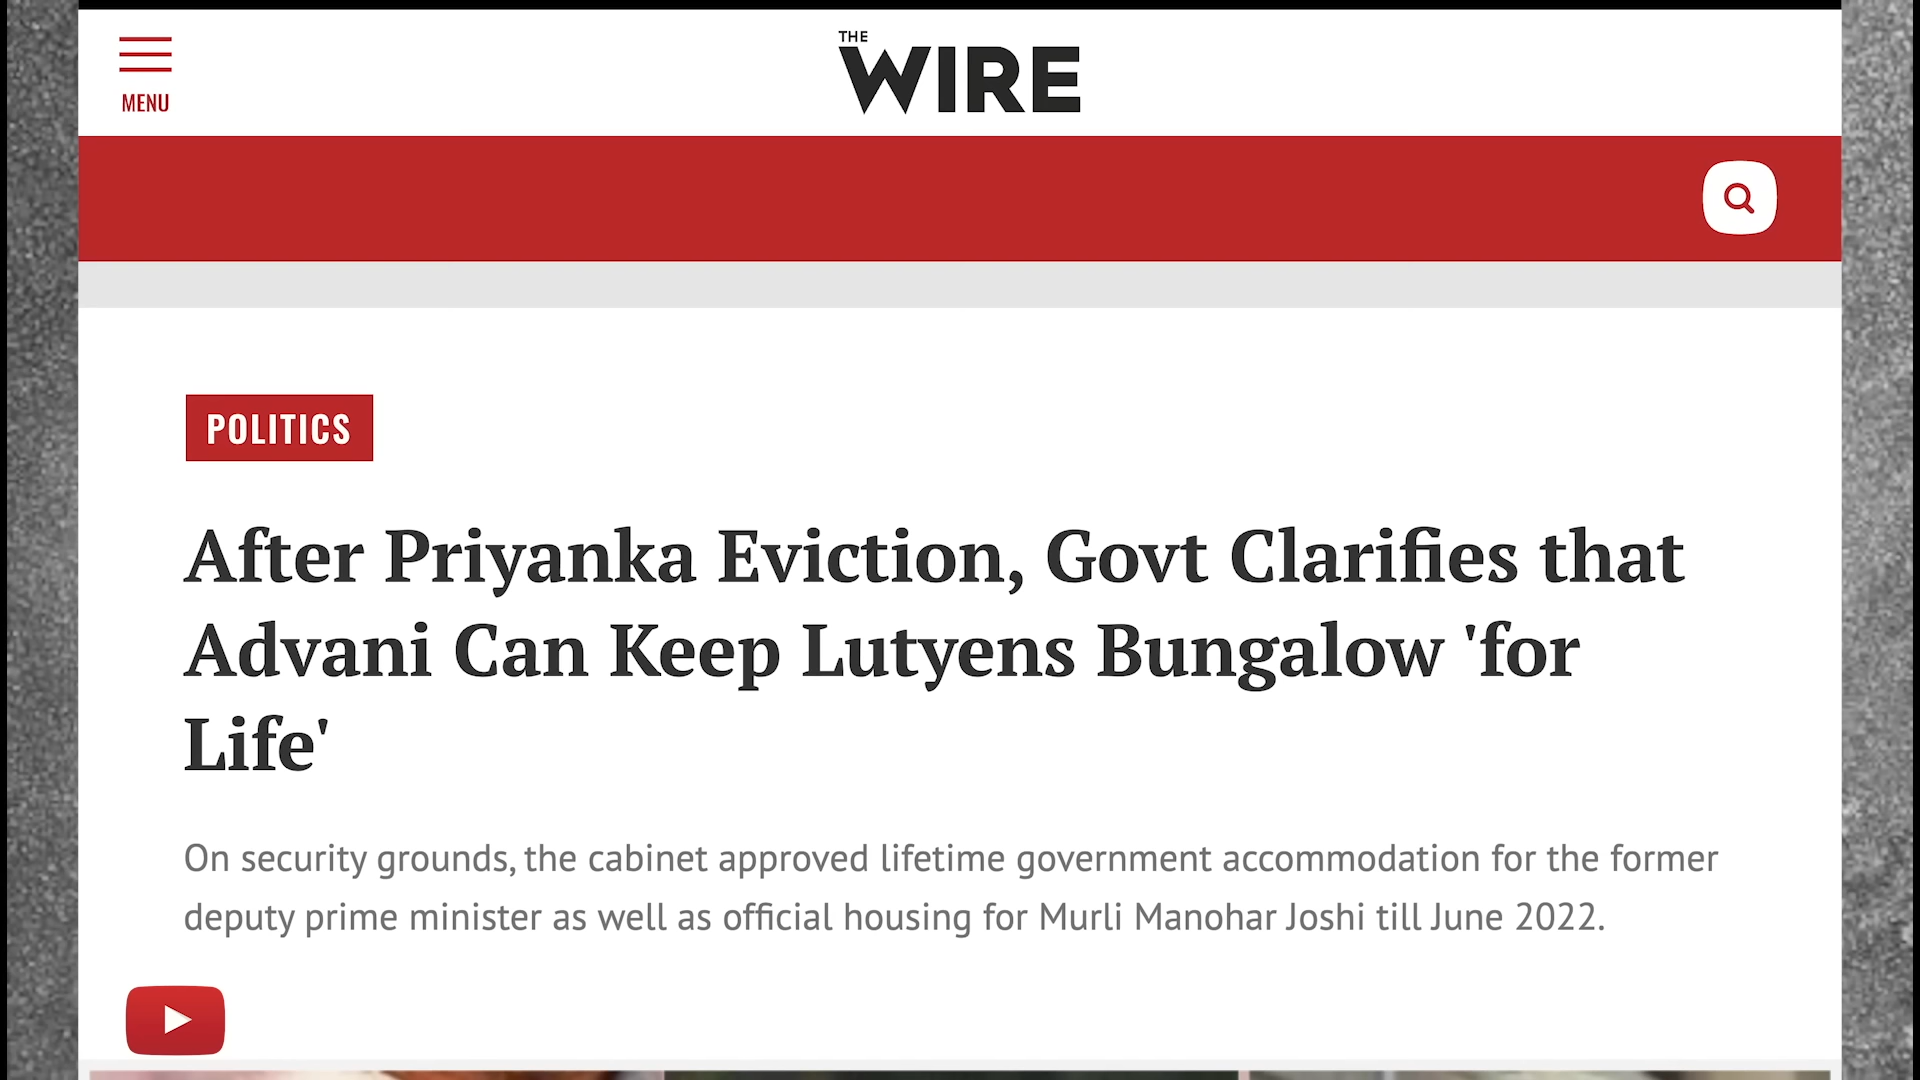 THE
WIRE
MENU
POLITICS
After Priyanka Eviction, Govt Clarifies that
Advani Can Keep Lutyens Bungalow 'for
Life'
On security grounds, the cabinet approved lifetime government accommodation for the former
deputy prime minister as well as official housing for Murli Manohar Joshi till June 2022.